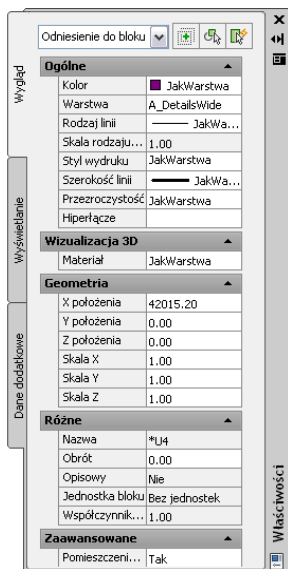 Odniesienie do bloku
Wygląd
Wyświetlanie
Dane dodatkowe
Ogólne
Kolor JakWarstwa
Warstwa A_DetailsWide
Rodzaj linii JakWa...
Skala rodzaju... 1.00
Styl wydruku JakWarstwa
Szerokość linii JakWa...
Przezroczystość JakWarstwa
Hiperłącze
Wizualizacja 3D
Materiał JakWarstwa
Geometria
X położenia 42015.20
Y położenia 0.00
Z położenia 0.00
Skala X 1.00
Skala Y 1.00
Skala Z 1.00
Różne
Nazwa *U4
Obrót 0.00
Opisowy Nie
Jednostka bloku Bez jednostek
Współczynnik... 1.00
Zaawansowane
Pomieszczeni... Tak
Właściwości